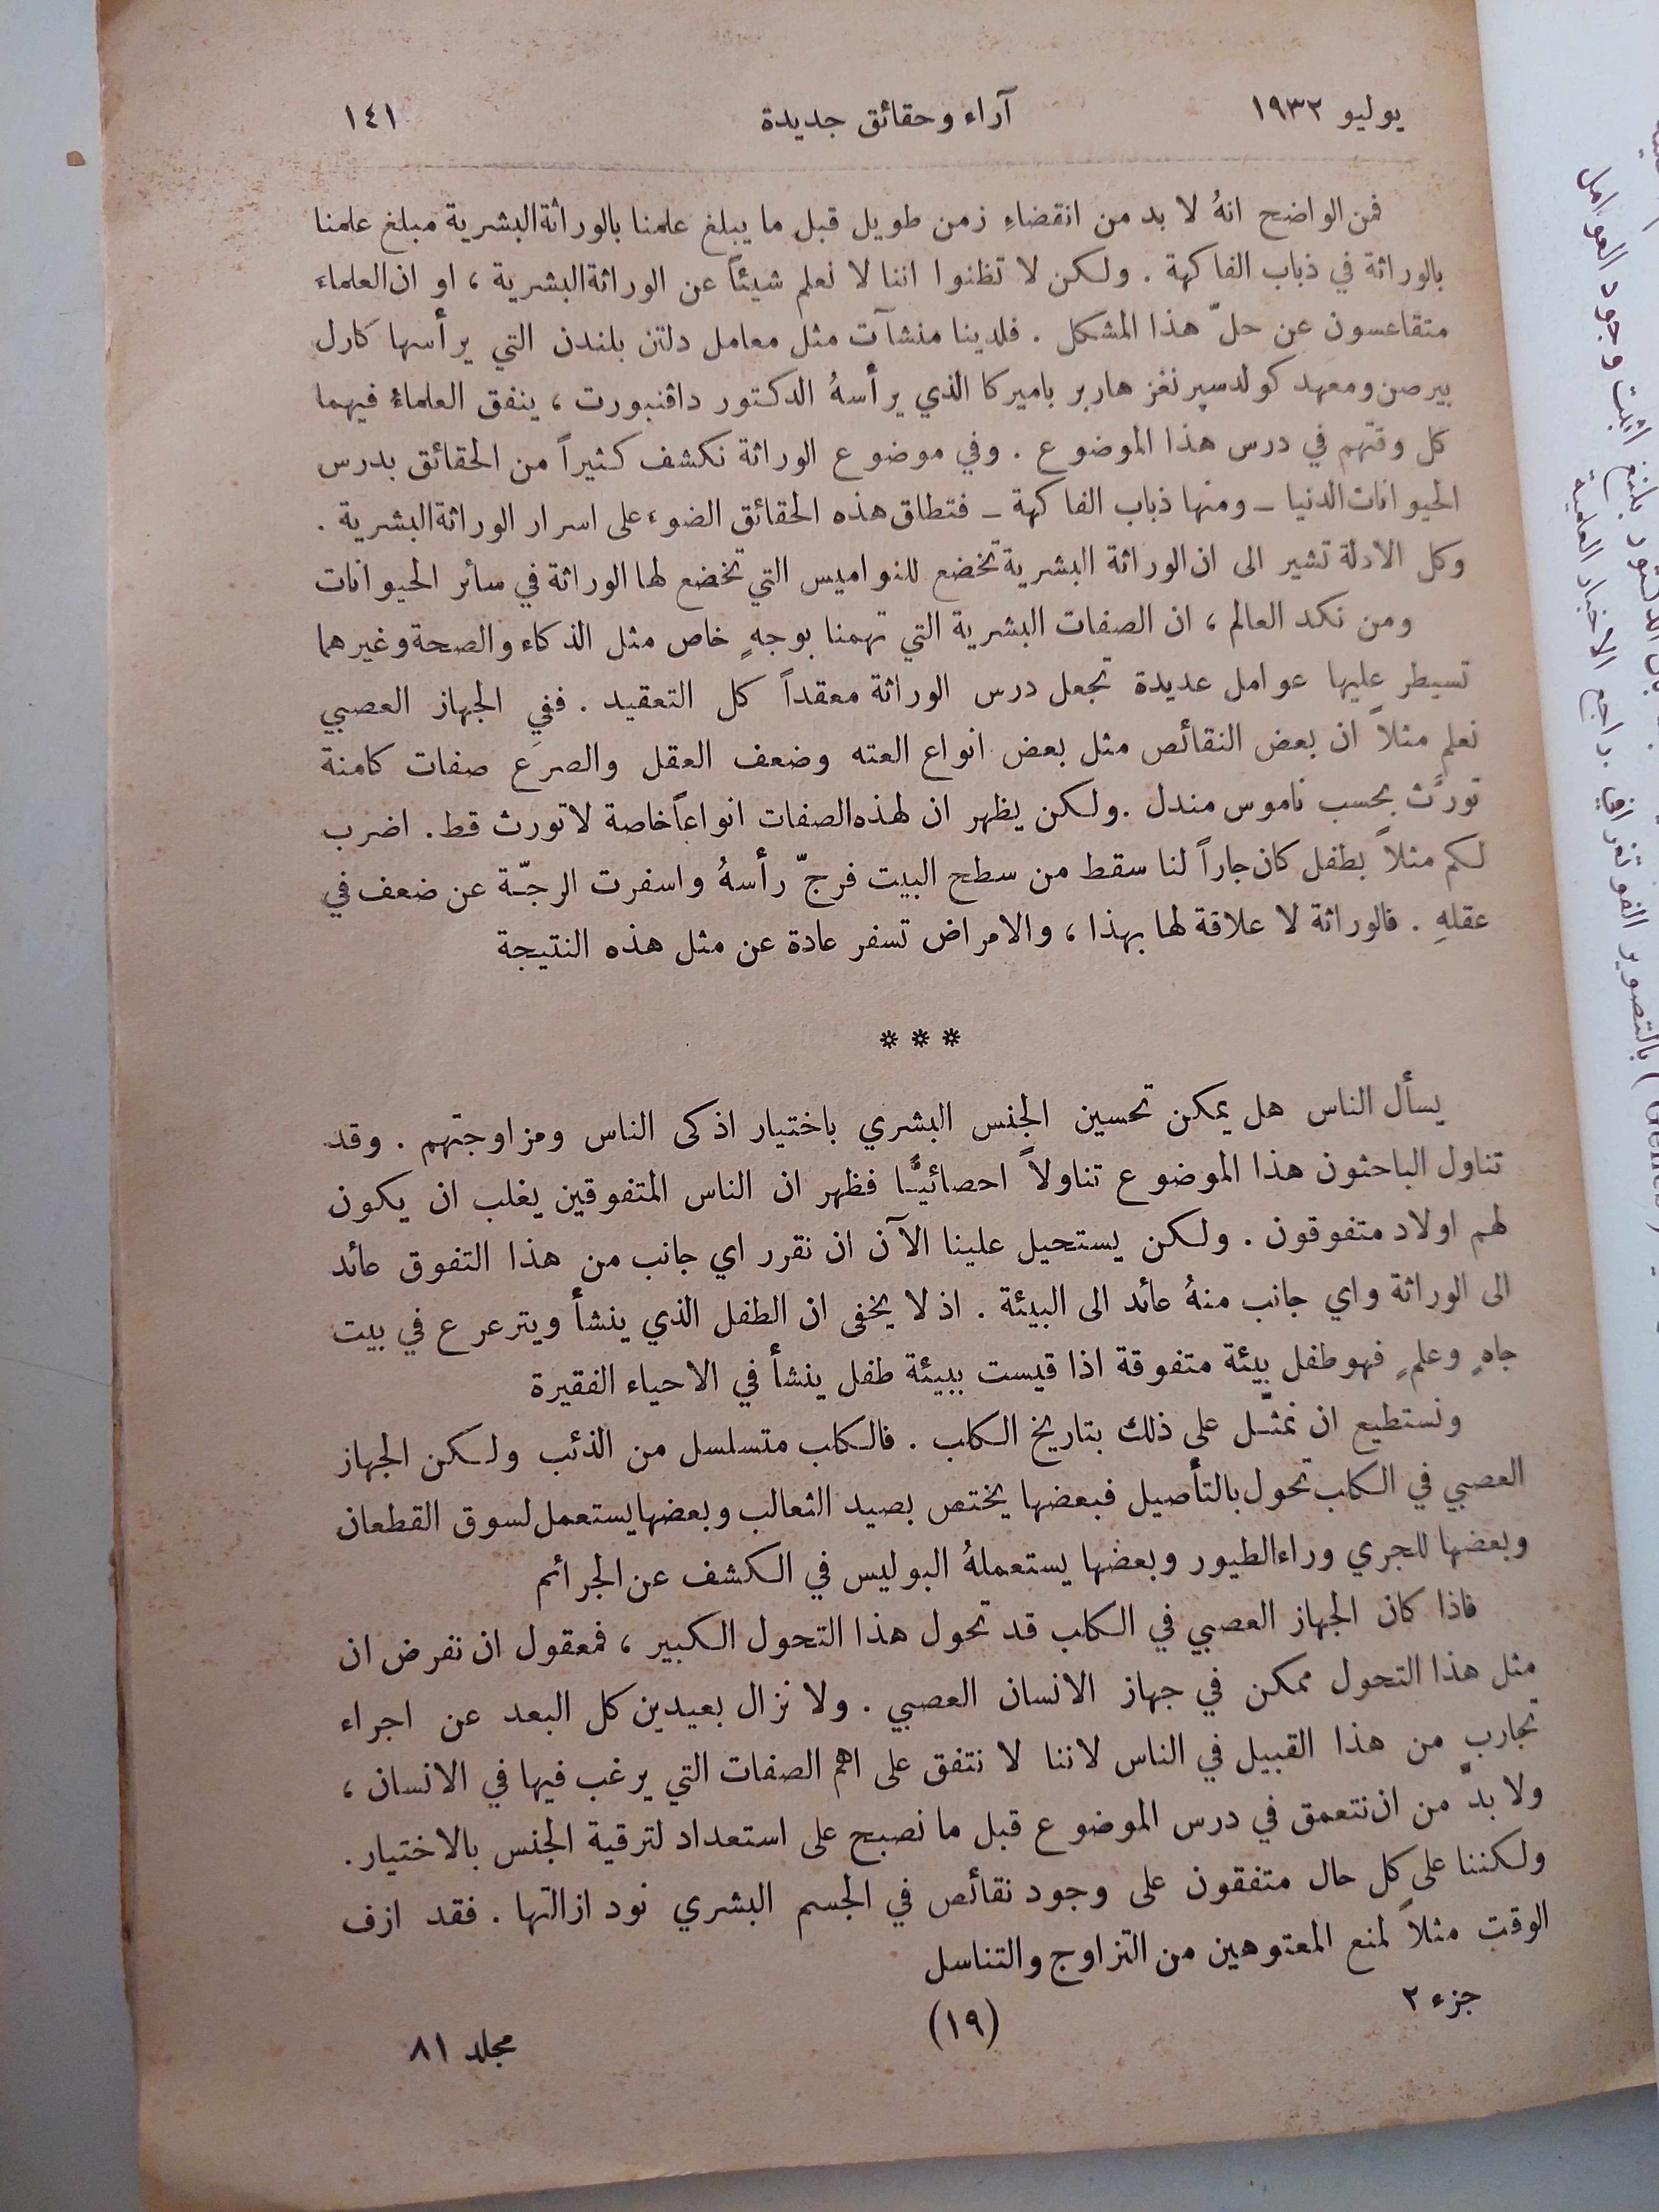 يوليو ١٩٣٢ آراء وحقائق جديدة ١٤١
فمن الواضح انهُ لا بد من انقضاءِ زمن طويل قبل ما يبلغ علمنا بالوراثة البشرية مبلغ علمنا
بالوراثة في ذباب الفاكهة . ولكن لا تظنوا اننا لا نعلم شيئاً عن الوراثة البشرية ، او ان العلماء
متقاعسون عن حلّ هذا المشكل . فلدينا منشآت مثل معامل دلتن بلندن التي يرأسها كارل
بيرصن ومعهد كولدسپرنغز هاربر باميركا الذي يرأسهُ الدكتور داڤنبورت ، ينفق العلماءُ فيهما
كل وقتهم في درس هذا الموضوع . وفي موضوع الوراثة نكشف كثيراً من الحقائق بدرس
الحيوانات الدنيا ــ ومنها ذباب الفاكهة ــ فتطلق هذه الحقائق الضوء على اسرار الوراثة البشرية .
وكل الادلة تشير الى ان الوراثة البشرية تخضع للنواميس التي تخضع لها الوراثة في سائر الحيوانات
ومن نكد العالم ، ان الصفات البشرية التي تهمنا بوجهٍ خاص مثل الذكاء والصحة وغيرهما
تسيطر عليها عوامل عديدة تجعل درس الوراثة معقداً كل التعقيد . ففي الجهاز العصبي
نعلم مثلاً ان بعض النقائص مثل بعض انواع العته وضعف العقل والصرَع صفات كامنة
تورَّث بحسب ناموس مندل . ولكن يظهر ان لهذه الصفات انواعاً خاصة لا تورث قط . اضرب
لكم مثلاً بطفل كان جاراً لنا سقط من سطح البيت فرجّ رأسهُ واسفرت الرجّة عن ضعف في
عقلهِ . فالوراثة لا علاقة لها بهذا ، والامراض تسفر عادة عن مثل هذه النتيجة
* * *
يسأل الناس هل يمكن تحسين الجنس البشري باختيار اذكى الناس ومزاوجتهم . وقد
تناول الباحثون هذا الموضوع تناولاً احصائيًّا فظهر ان الناس المتفوقين يغلب ان يكون
لهم اولاد متفوقون . ولكن يستحيل علينا الآن ان نقرر اي جانب من هذا التفوق عائد
الى الوراثة واي جانب منهُ عائد الى البيئة . اذ لا يخفى ان الطفل الذي ينشأ ويترعرع في بيت
جاهٍ وعلمٍ فهو طفل بيئة متفوقة اذا قيست ببيئة طفل ينشأ في الاحياء الفقيرة
ونستطيع ان نمثّل على ذلك بتاريخ الكلب . فالكلب متسلسل من الذئب ولكن الجهاز
العصبي في الكلب تحول بالتأصيل فبعضها يختص بصيد الثعالب وبعضها يستعمل لسوق القطعان
وبعضها للجري وراء الطيور وبعضها يستعملهُ البوليس في الكشف عن الجرائم
فاذا كان الجهاز العصبي في الكلب قد تحول هذا التحول الكبير ، فمعقول ان نفرض ان
مثل هذا التحول ممكن في جهاز الانسان العصبي . ولا نزال بعيدين كل البعد عن اجراء
تجارب من هذا القبيل في الناس لاننا لا نتفق على اهم الصفات التي يرغب فيها في الانسان ،
ولا بدَّ من ان نتعمق في درس الموضوع قبل ما نصبح على استعداد لترقية الجنس بالاختيار .
ولكننا على كل حال متفقون على وجود نقائص في الجسم البشري نود ازالتها . فقد ازف
الوقت مثلاً لمنع المعتوهين من التزاوج والتناسل
جزء ٢ (١٩) مجلد ٨١